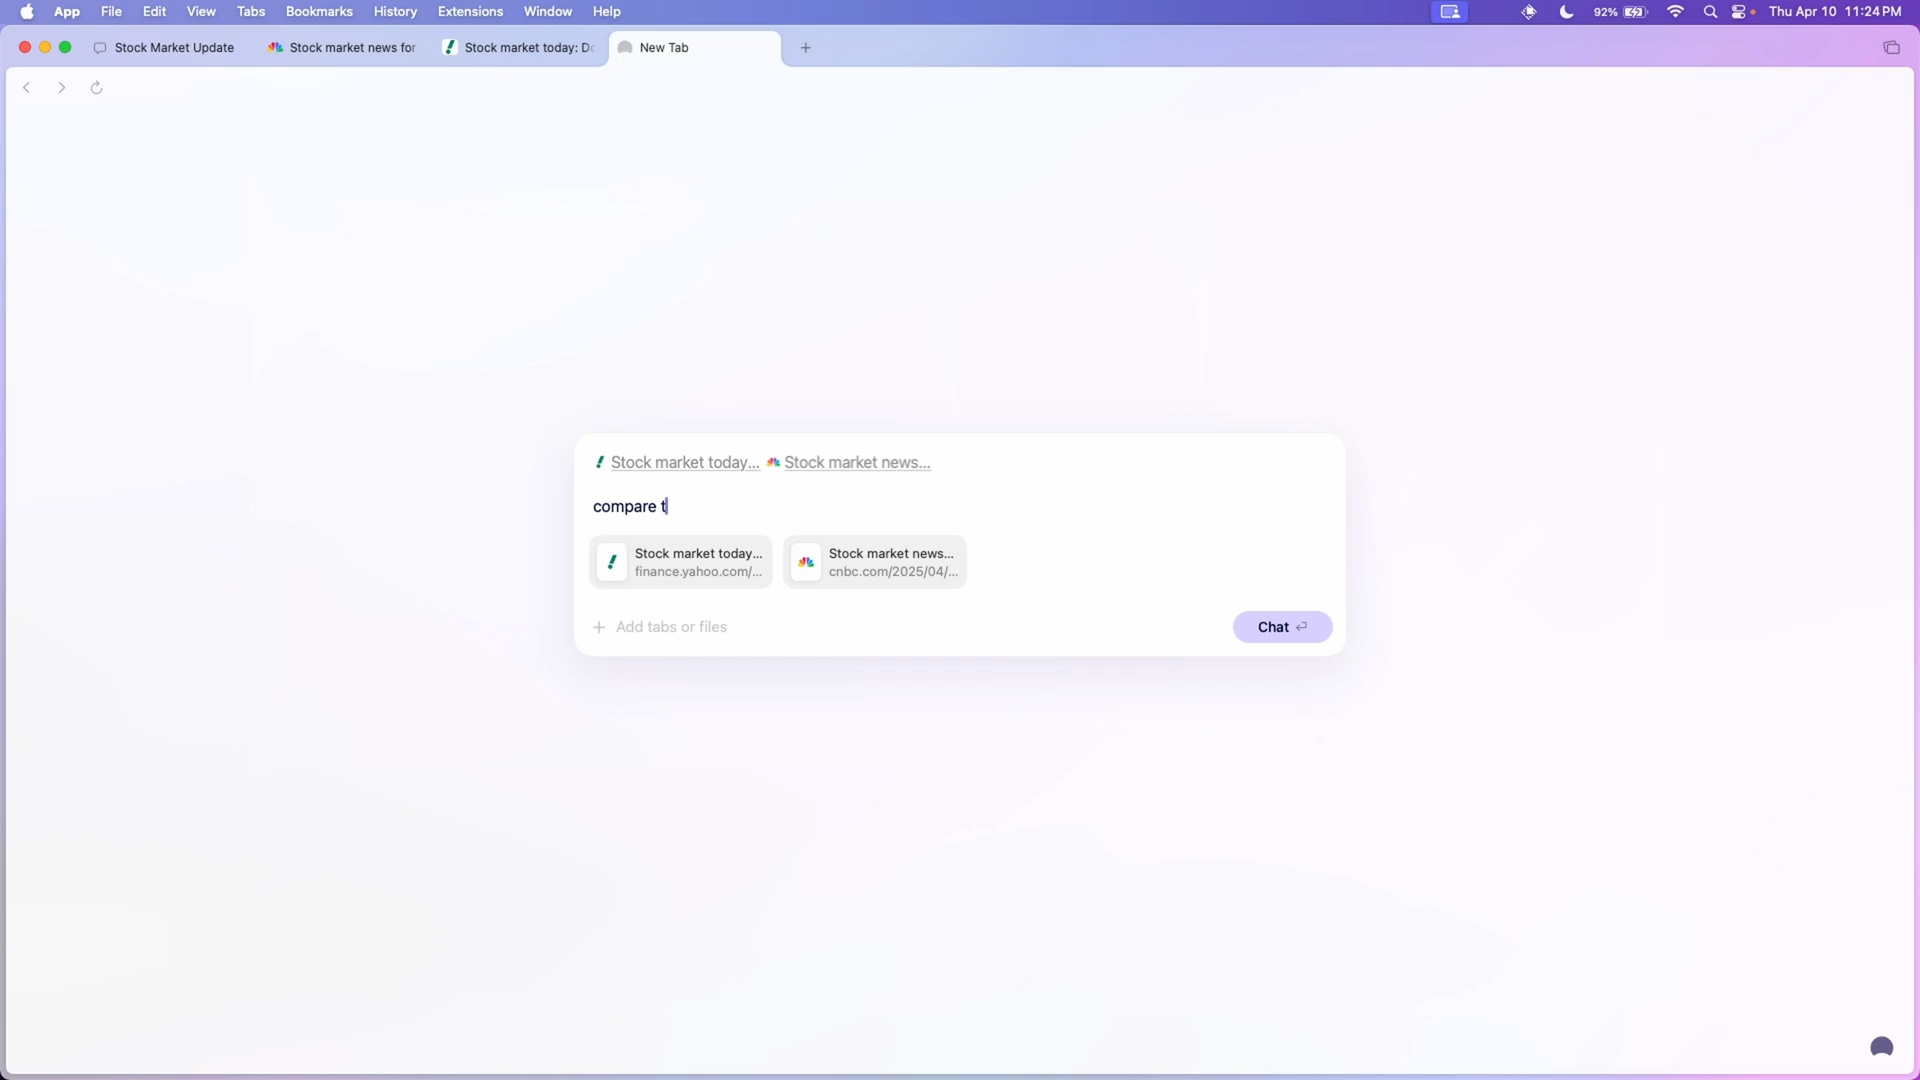 App File Edit View Tabs Bookmarks History Extensions Window Help 92% Thu Apr 10 11:24 PM
Stock Market Update Stock market news for Stock market today: Do New Tab
Stock market today... Stock market news...
compare t
Stock market today... Stock market news...
finance.yahoo.com/... cnbc.com/2025/04/...
Add tabs or files Chat